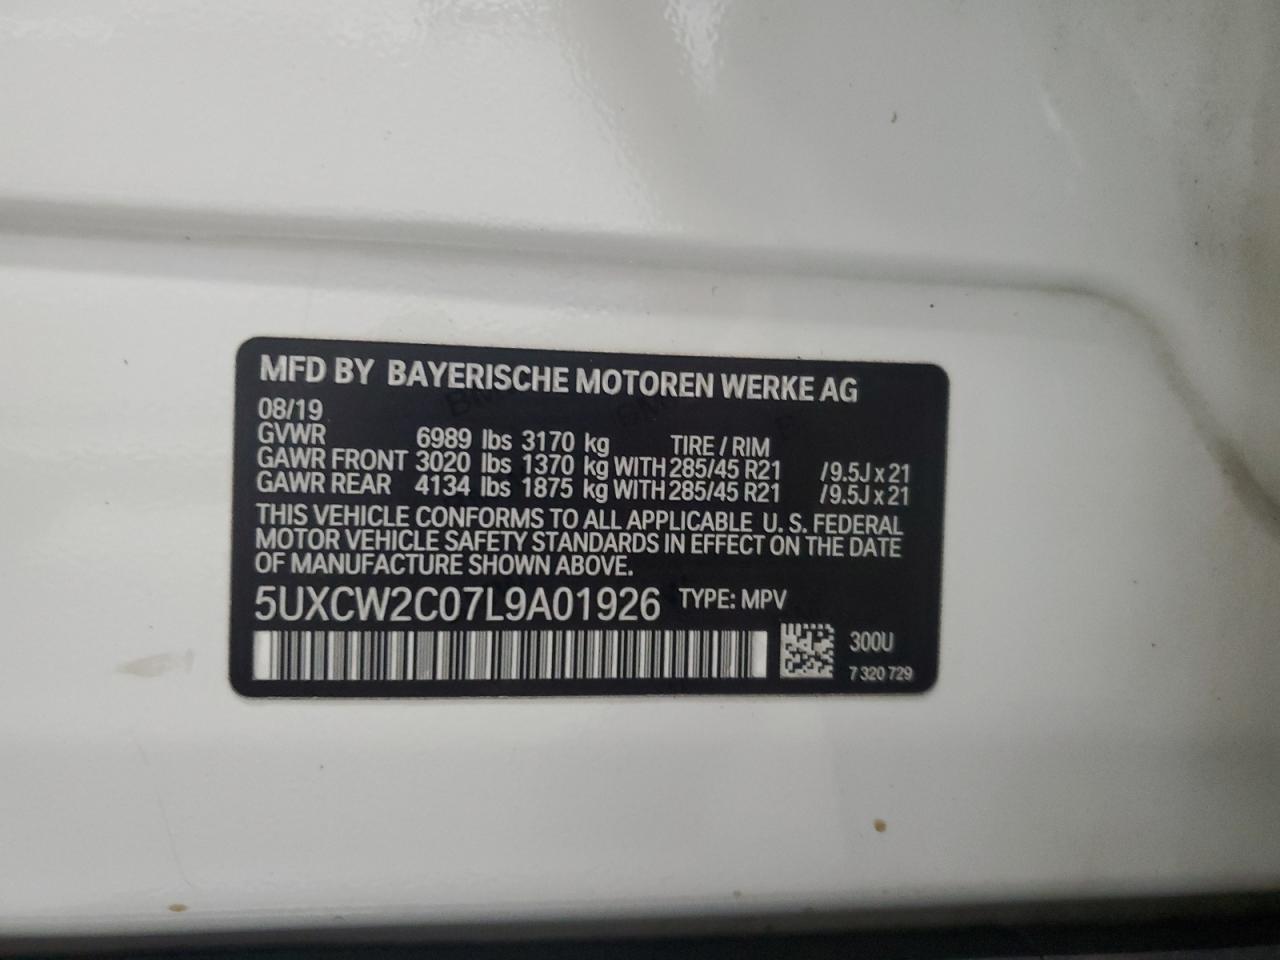 MFD BY BAYERISCHE MOTOREN WERKE AG
08/19
GVWR 6989 lbs 3170 kg TIRE / RIM
GAWR FRONT 3020 lbs 1370 kg WITH 285/45 R21 /9.5J x 21
GAWR REAR 4134 lbs 1875 kg WITH 285/45 R21 /9.5J x 21
THIS VEHICLE CONFORMS TO ALL APPLICABLE U. S. FEDERAL
MOTOR VEHICLE SAFETY STANDARDS IN EFFECT ON THE DATE
OF MANUFACTURE SHOWN ABOVE.
5UXCW2C07L9A01926 TYPE: MPV
300U
7 320 729